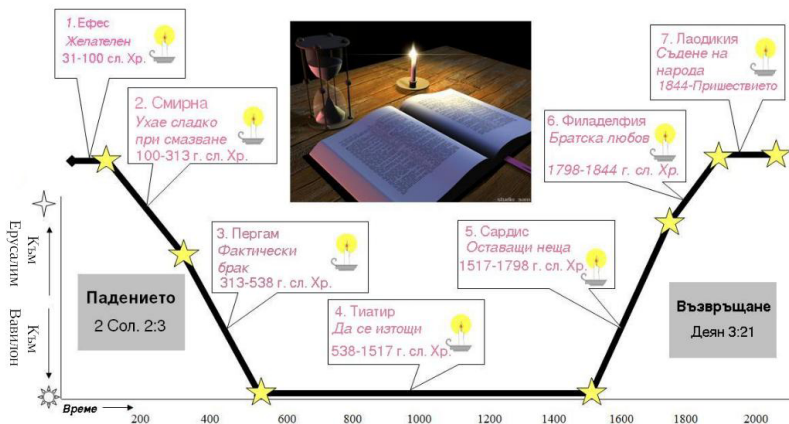 1. Ефес
Желателен
31-100 сл. Хр.
2. Смирна
Ухае сладко
при смазване
100-313 г. сл. Хр.
3. Пергам
Фактически
брак
313-538 г. сл. Хр.
4. Тиатир
Да се изтощи
538-1517 г. сл. Хр.
5. Сардис
Оставащи неща
1517-1798 г. сл. Хр.
6. Филаделфия
Братска любов
1798-1844 г. сл. Хр.
7. Лаодикия
Съдене на
народа
1844-Пришествието
Към
Ерусалим
Към
Вавилон
Падението
2 Сол. 2:3
Възвръщане
Деян 3:21
Време
200 400 600 800 1000 1200 1400 1600 1800 2000